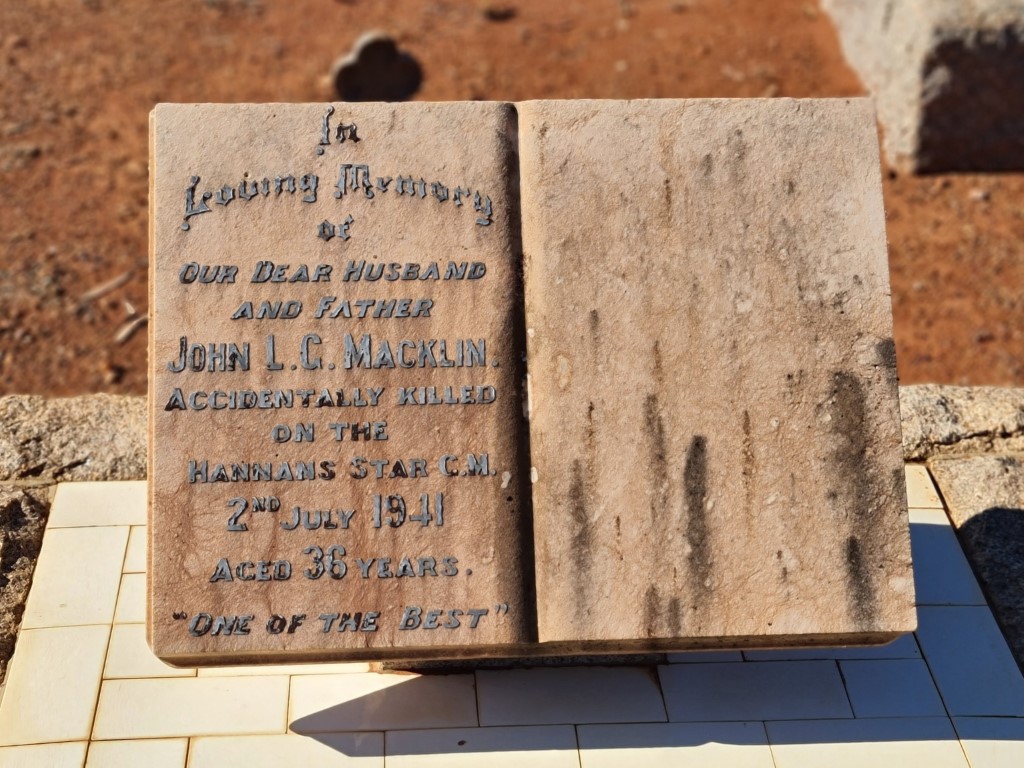 In
Loving Memory
of
OUR DEAR HUSBAND
AND FATHER
JOHN L.G. MACKLIN.
ACCIDENTALLY KILLED
ON THE
HANNANS STAR G.M.
2ND JULY 1941
AGED 36 YEARS.
"ONE OF THE BEST"